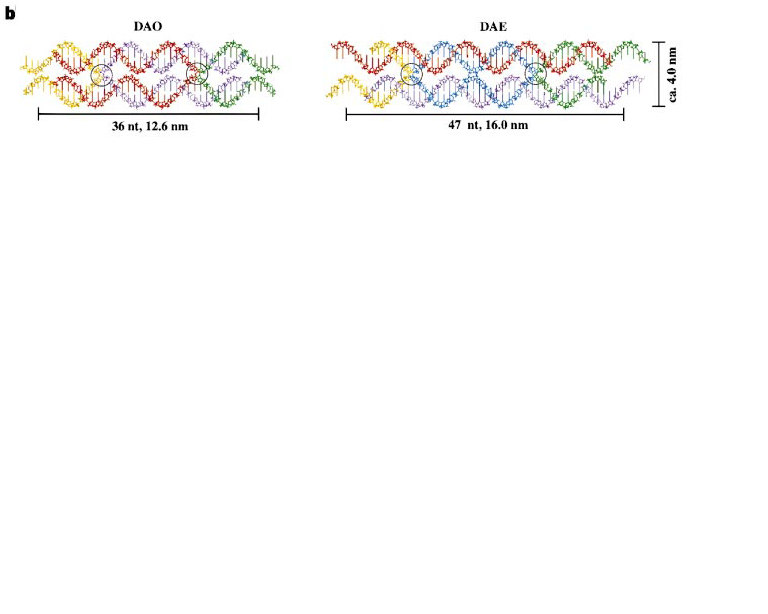 b
DAO
DAE
36 nt, 12.6 nm
47 nt, 16.0 nm
ca. 4.0 nm